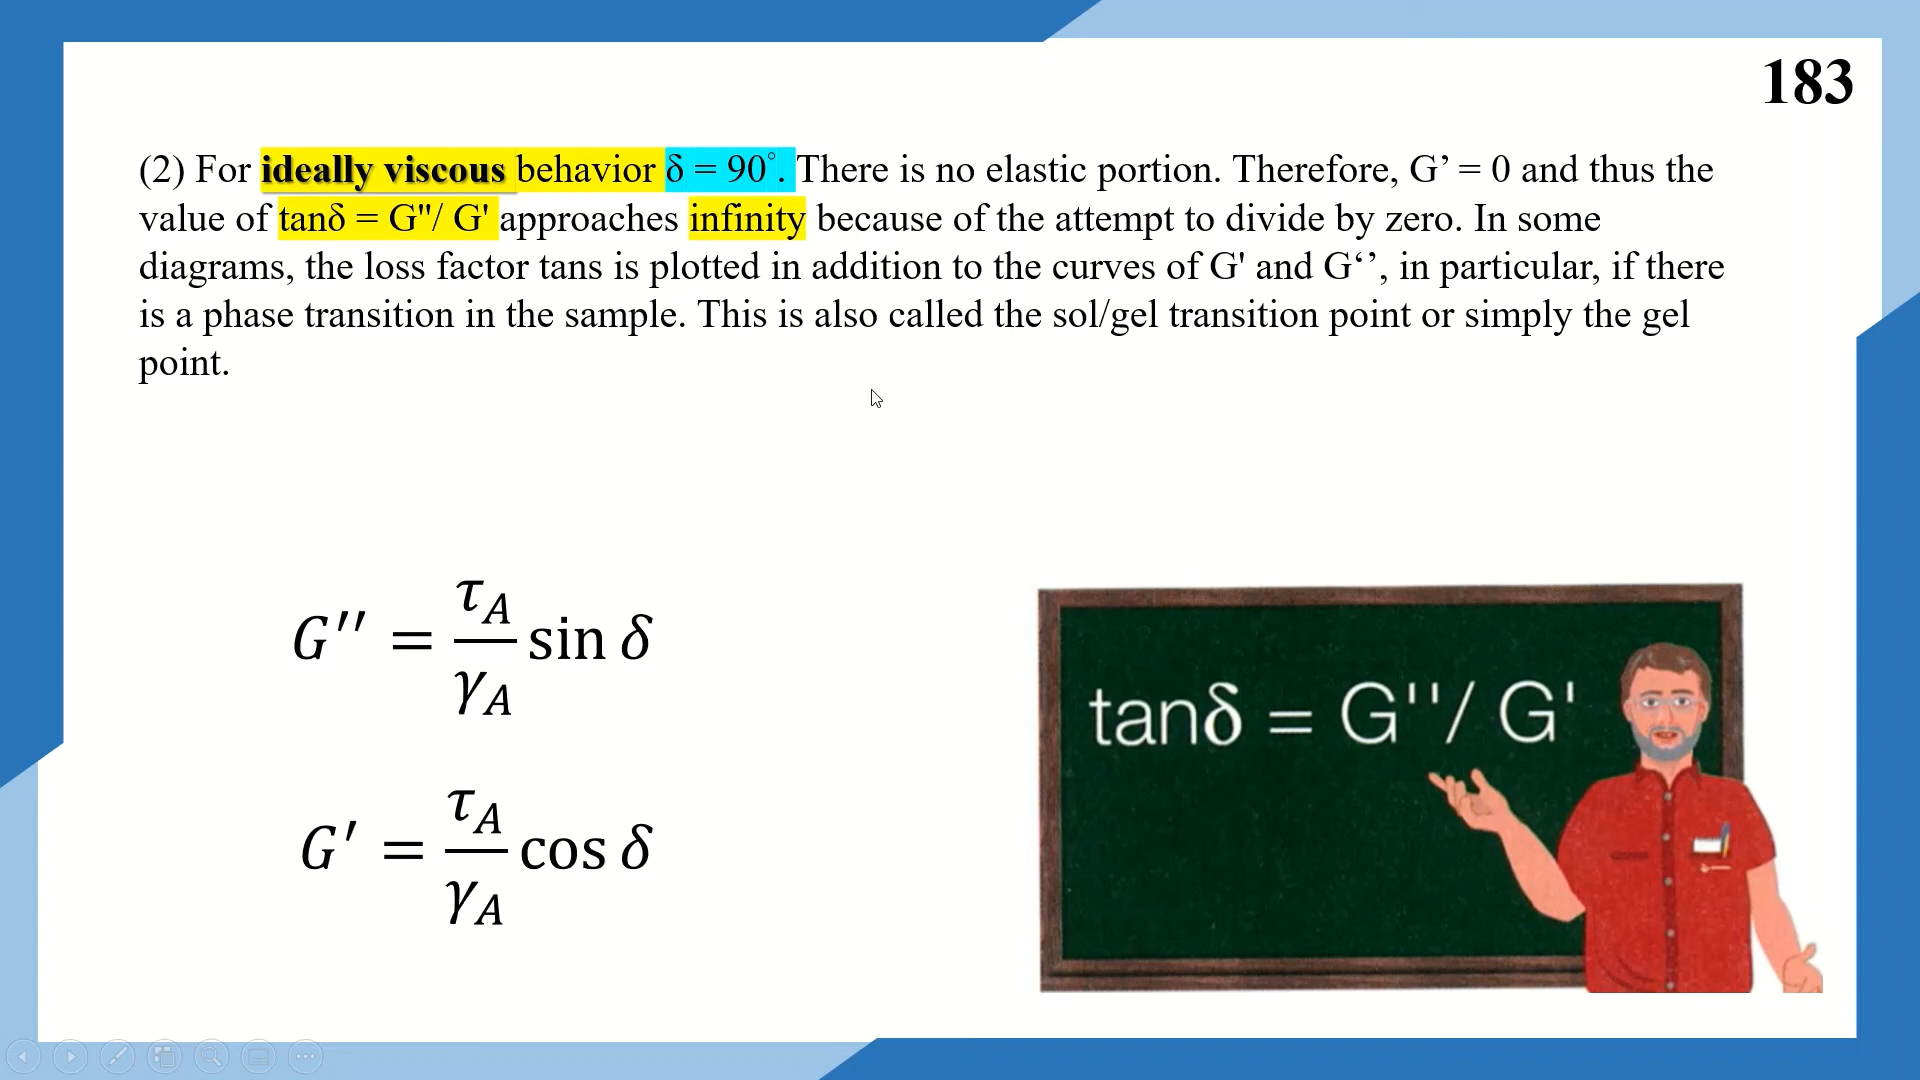 183
(2) For ideally viscous behavior δ = 90°. There is no elastic portion. Therefore, G’ = 0 and thus the
value of tanδ = G"/ G' approaches infinity because of the attempt to divide by zero. In some
diagrams, the loss factor tans is plotted in addition to the curves of G' and G‘’, in particular, if there
is a phase transition in the sample. This is also called the sol/gel transition point or simply the gel
point.
G′′ = τA/γA sin δ
G′ = τA/γA cos δ
tanδ = G''/ G'